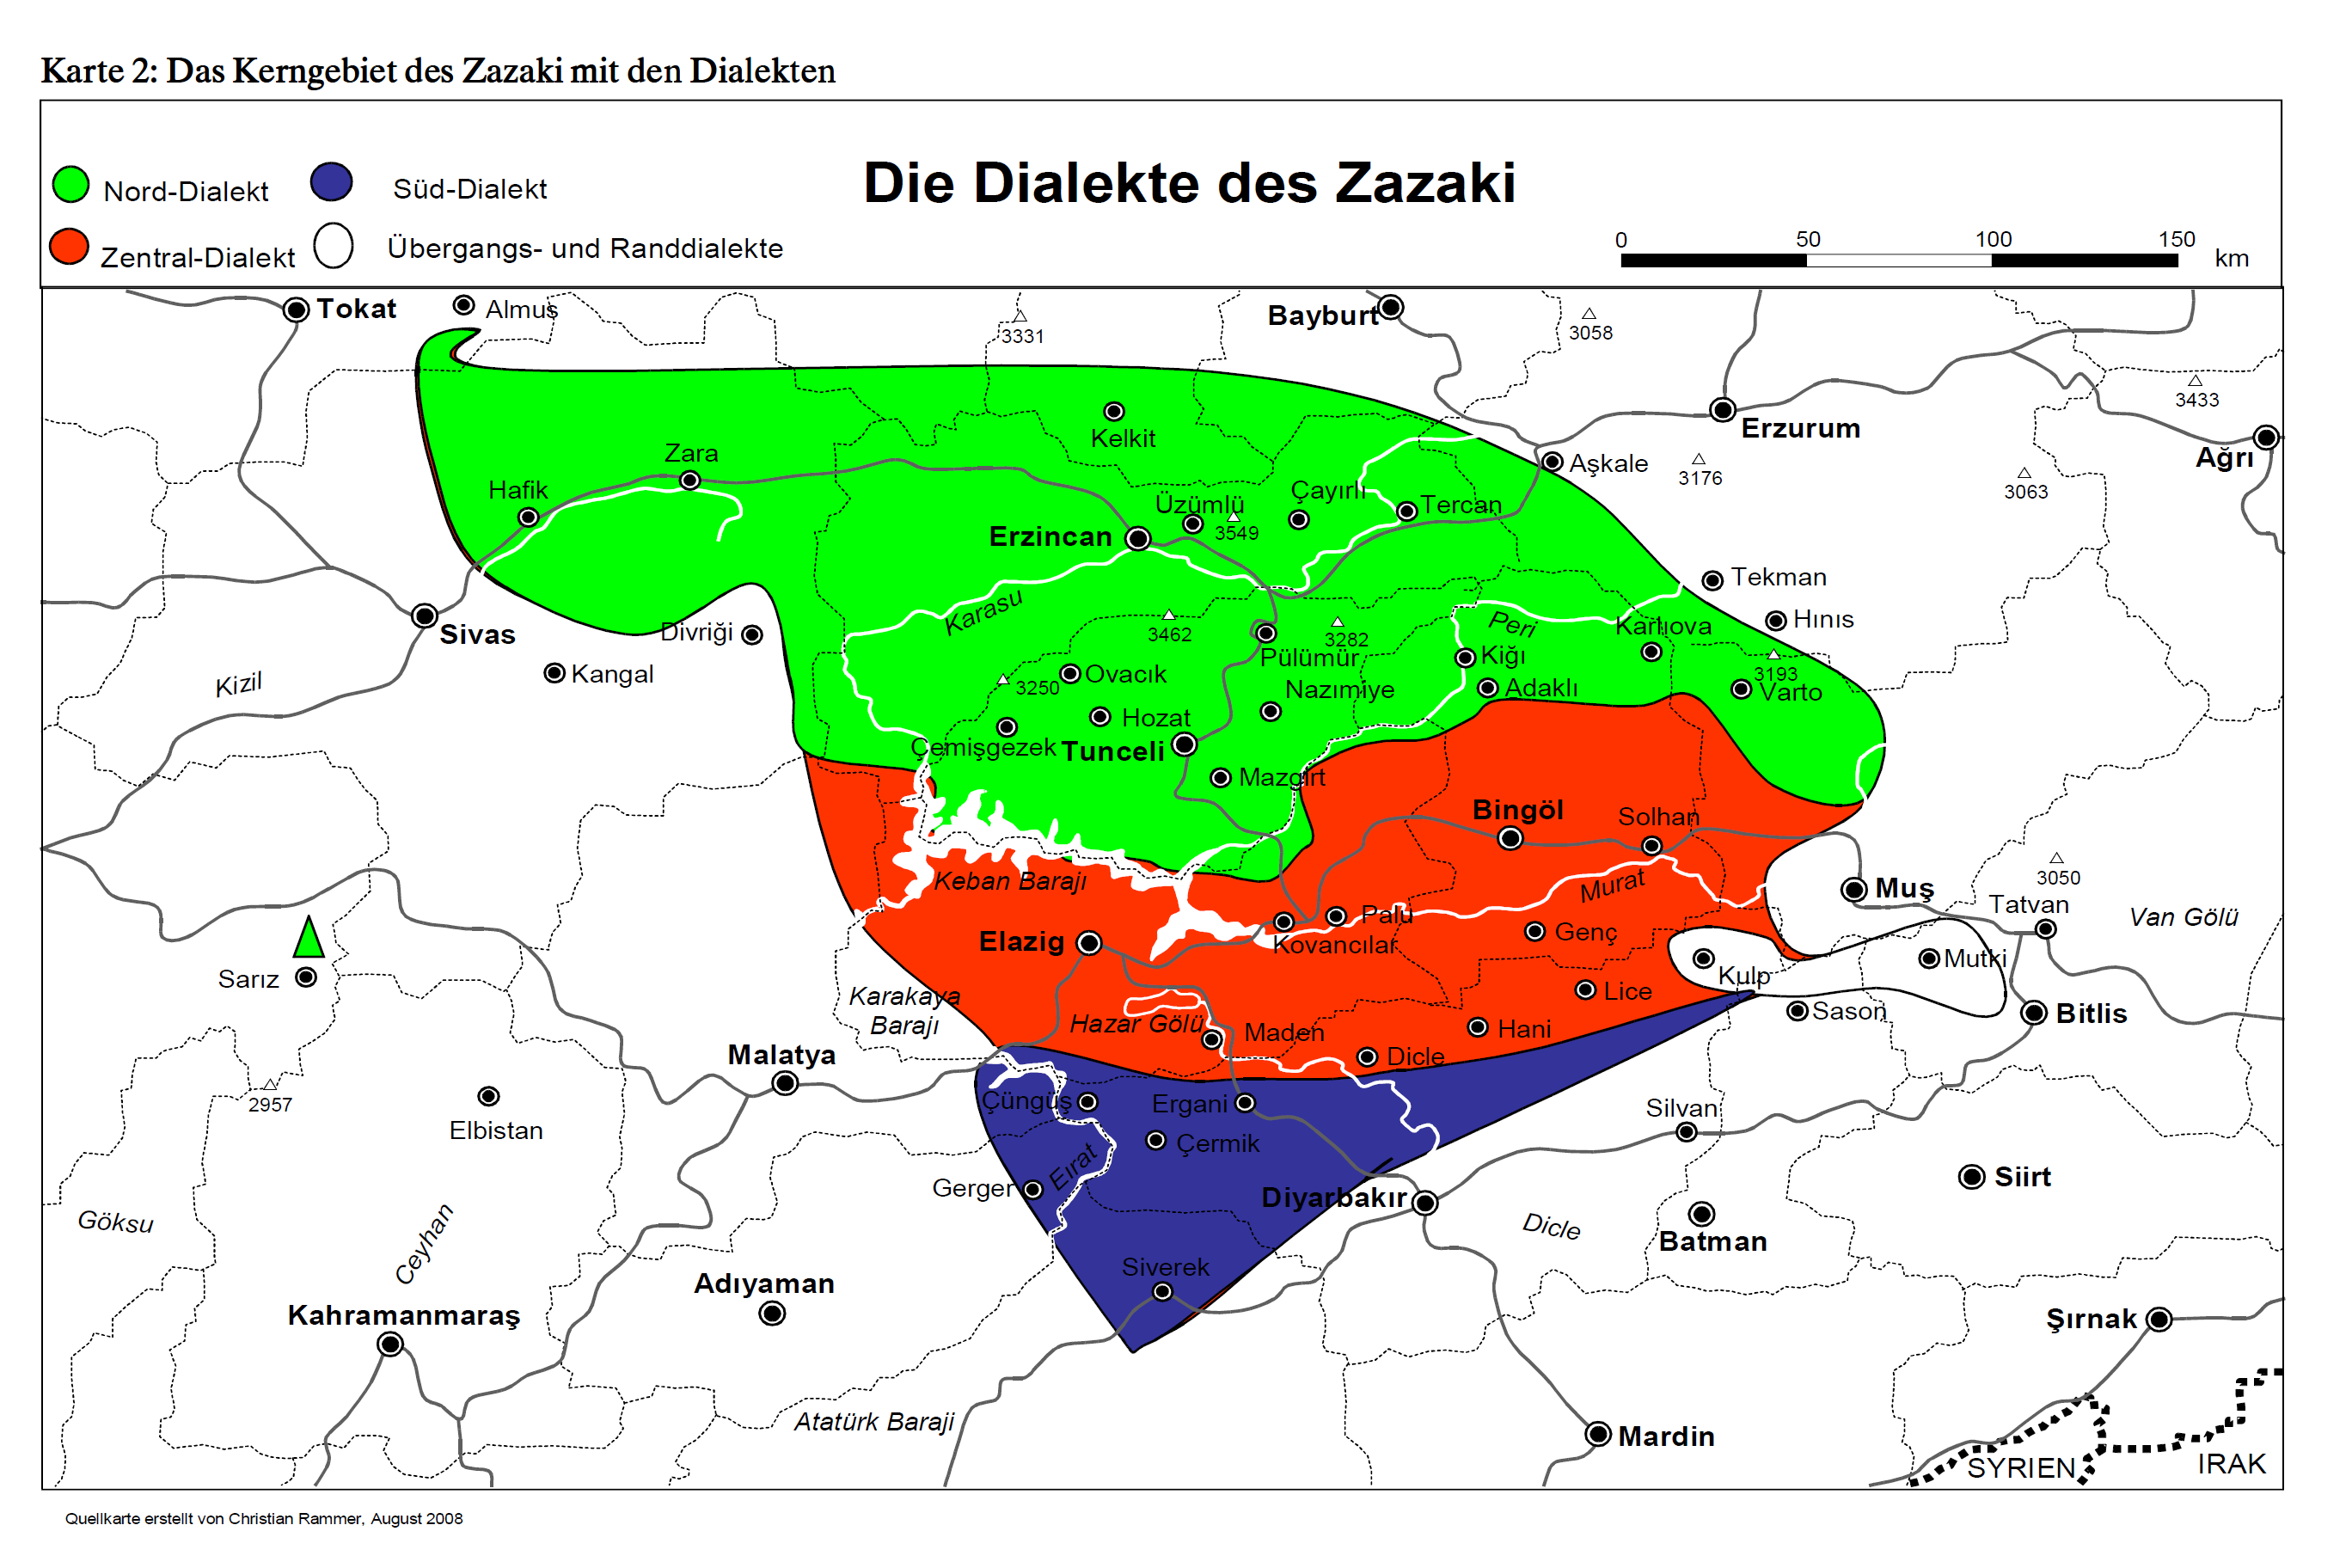 Karte 2: Das Kerngebiet des Zazaki mit den Dialekten
Nord-Dialekt
Süd-Dialekt
Zentral-Dialekt
Übergangs- und Randdialekte
Die Dialekte des Zazaki
0 50 100 150 km
Tokat
Almus
3331
Bayburt
3058
Erzurum
3433
Ağrı
Kelkit
Zara
Hafik
Aşkale
3176
3063
Üzümlü
3549
Çayırlı
Tercan
Erzincan
Tekman
Hınıs
Sivas
Divriği
Kangal
Kizil
Karasu
3462
3282
Pülümür
Peri
Karlıova
Kiğı
3193
Varto
3250
Ovacık
Nazımiye
Adaklı
Hozat
Çemişgezek
Tunceli
Mazgirt
Bingöl
Solhan
Keban Barajı
Murat
Muş
3050
Tatvan
Van Gölü
Palu
Kovancılar
Genç
Elazig
Sarız
Kulp
Mutki
Karakaya
Barajı
Hazar Gölü
Maden
Lice
Hani
Dicle
Sason
Bitlis
Malatya
2957
Elbistan
Çüngüş
Ergani
Çermik
Silvan
Gerger
Eırat
Diyarbakır
Siirt
Göksu
Ceyhan
Dicle
Batman
Siverek
Adıyaman
Kahramanmaraş
Şırnak
Atatürk Baraji
Mardin
SYRIEN
IRAK
Quellkarte erstellt von Christian Rammer, August 2008